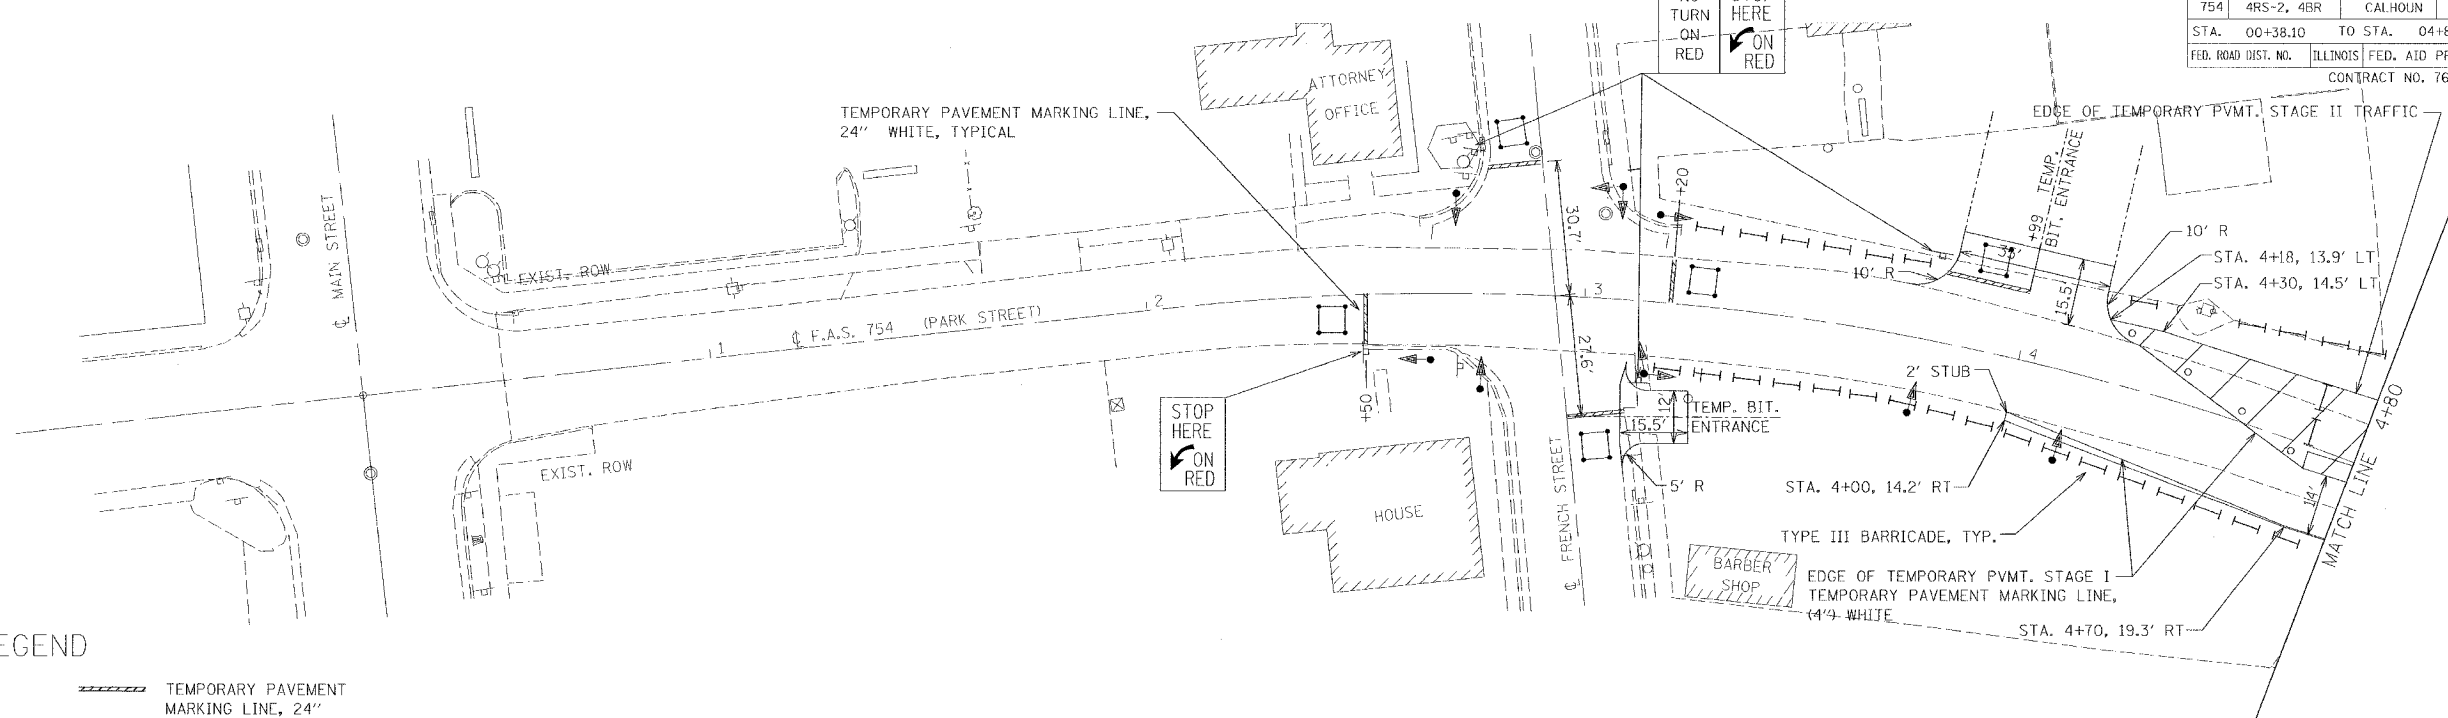 754 4RS-2, 4BR CALHOUN
STA. 00+38.10 TO STA. 04+8
FED. ROAD DIST. NO. ILLINOIS FED. AID
CONTRACT NO. 76
TURN
ON
RED
HERE
ON
RED
ATTORNEY
OFFICE
TEMPORARY PAVEMENT MARKING LINE,
24" WHITE, TYPICAL
EDGE OF TEMPORARY PVMT. STAGE II TRAFFIC
+20
+99 TEMP.
BIT. ENTRANCE
30.7'
35'
10' R
10' R
15.5'
STA. 4+18, 13.9' LT
STA. 4+30, 14.5' LT
℄ MAIN STREET
EXIST. ROW
℄ F.A.S. 754 (PARK STREET)
1
2
3
4
27.6'
2' STUB
4+80
MATCH LINE
STOP
HERE
ON
RED
+50
12'
TEMP. BIT.
ENTRANCE
15.5'
EXIST. ROW
5' R
STA. 4+00, 14.2' RT
14'
HOUSE
℄ FRENCH STREET
TYPE III BARRICADE, TYP.
BARBER
SHOP
EDGE OF TEMPORARY PVMT. STAGE I
TEMPORARY PAVEMENT MARKING LINE,
(4") WHITE
STA. 4+70, 19.3' RT
EGEND
TEMPORARY PAVEMENT
MARKING LINE, 24"